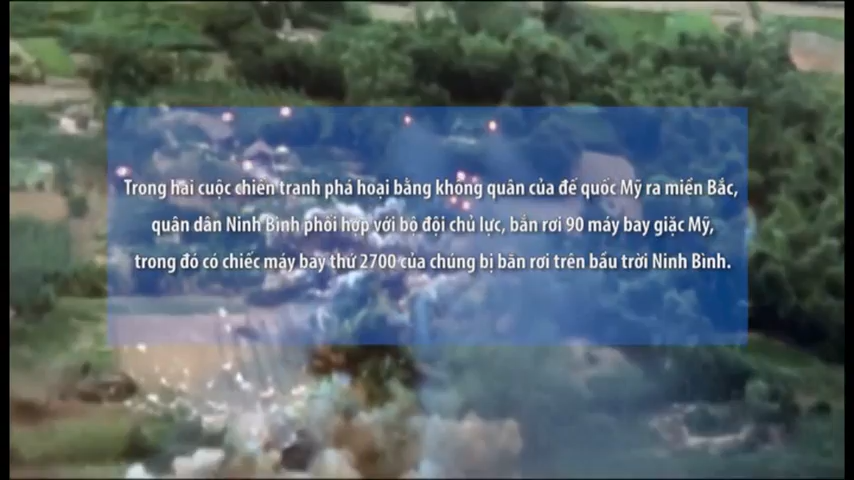 Trong hai cuộc chiến tranh phá hoại bằng không quân của đế quốc Mỹ ra miền Bắc,
quân dân Ninh Bình phối hợp với bộ đội chủ lực, bắn rơi 90 máy bay giặc Mỹ,
trong đó có chiếc máy bay thứ 2700 của chúng bị bắn rơi trên bầu trời Ninh Bình.